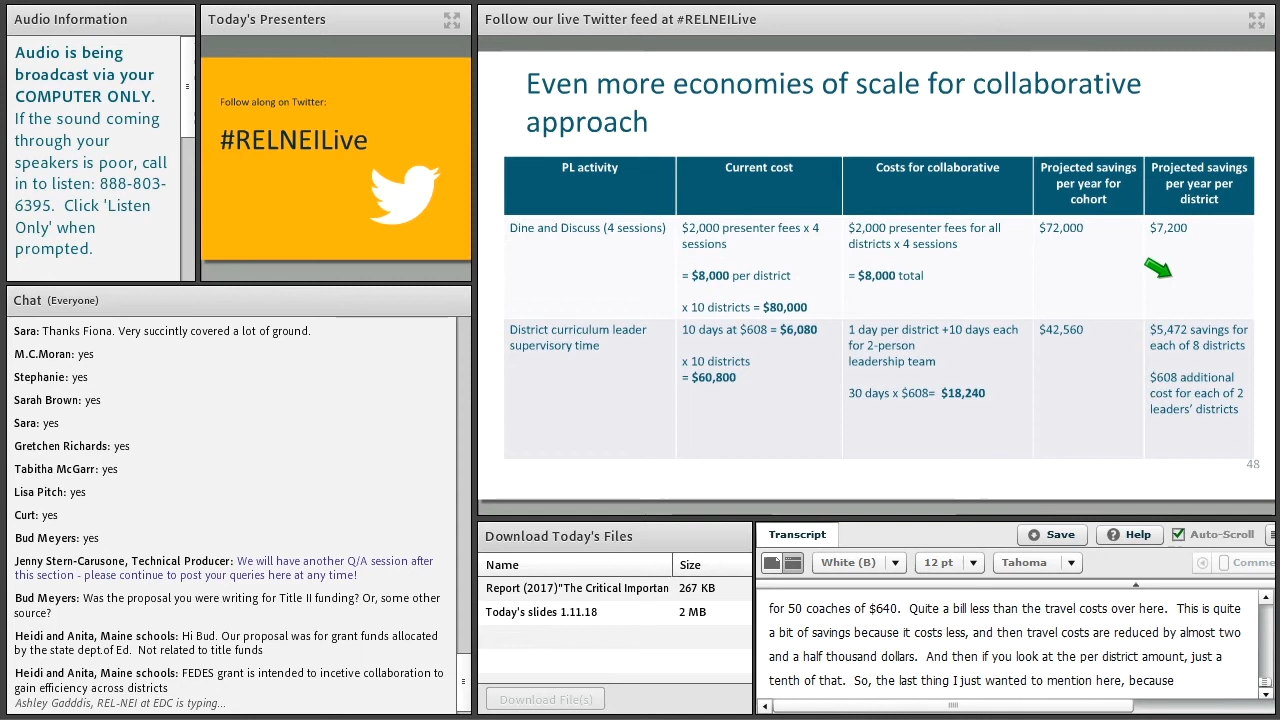 Audio Information
Audio is being
broadcast via your
COMPUTER ONLY.
If the sound coming
through your
speakers is poor, call
in to listen: 888-803-
6395.  Click 'Listen
Only' when
prompted.
Today's Presenters
Follow along on Twitter:
#RELNEILive
Chat (Everyone)
Sara: Thanks Fiona. Very succintly covered a lot of ground.
M.C.Moran: yes
Stephanie: yes
Sarah Brown: yes
Sara: yes
Gretchen Richards: yes
Tabitha McGarr: yes
Lisa Pitch: yes
Curt: yes
Bud Meyers: yes
Jenny Stern-Carusone, Technical Producer: We will have another Q/A session after
this section - please continue to post your queries here at any time!
Bud Meyers: Was the proposal you were writing for Title II funding? Or, some other
source?
Heidi and Anita, Maine schools: Hi Bud. Our proposal was for grant funds allocated
by the state dept.of Ed.  Not related to title funds
Heidi and Anita, Maine schools: FEDES grant is intended to incetive collaboration to
gain efficiency across districts
Ashley Gadddis, REL-NEI at EDC is typing...
Follow our live Twitter feed at #RELNEILive
Even more economies of scale for collaborative
approach
PL activity
Current cost
Costs for collaborative
Projected savings
per year for
cohort
Projected savings
per year per
district
Dine and Discuss (4 sessions)
$2,000 presenter fees x 4
sessions
= $8,000 per district
x 10 districts = $80,000
$2,000 presenter fees for all
districts x 4 sessions
= $8,000 total
$72,000
$7,200
District curriculum leader
supervisory time
10 days at $608 = $6,080
x 10 districts
= $60,800
1 day per district +10 days each
for 2-person
leadership team
30 days x $608=  $18,240
$42,560
$5,472 savings for
each of 8 districts
$608 additional
cost for each of 2
leaders' districts
48
Download Today's Files
Name
Size
Report (2017)"The Critical Importan
267 KB
Today's slides 1.11.18
2 MB
Download File(s)
Transcript
Save
Help
Auto-Scroll
White (B)
12 pt
Tahoma
Comme
for 50 coaches of $640.  Quite a bill less than the travel costs over here.  This is quite
a bit of savings because it costs less, and then travel costs are reduced by almost two
and a half thousand dollars.  And then if you look at the per district amount, just a
tenth of that.  So, the last thing I just wanted to mention here, because